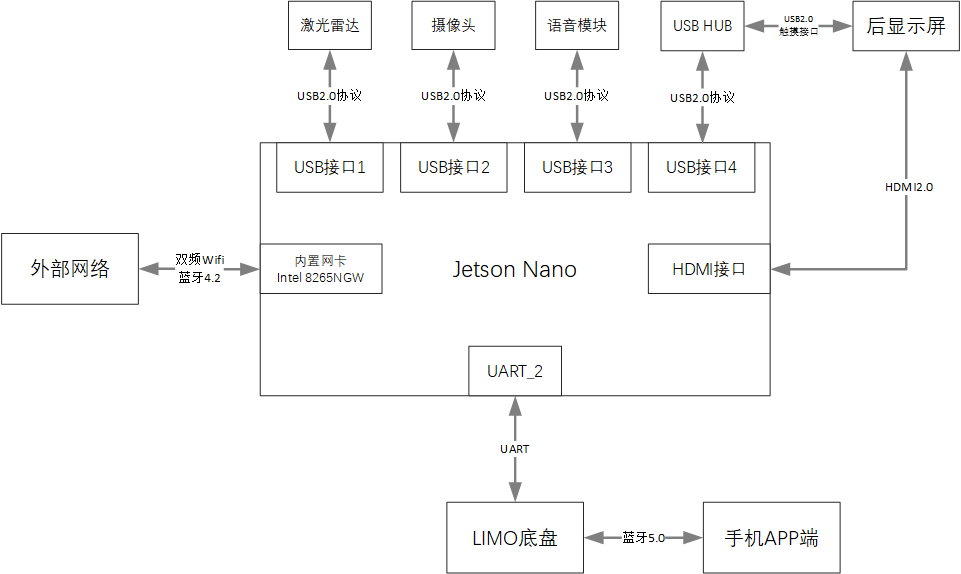 激光雷达
摄像头
语音模块
USB HUB
USB2.0
触摸接口
后显示屏
USB2.0协议
USB2.0协议
USB2.0协议
USB2.0协议
USB接口1
USB接口2
USB接口3
USB接口4
HDMI2.0
外部网络
双频Wifi
蓝牙4.2
内置网卡
Intel 8265NGW
Jetson Nano
HDMI接口
UART_2
UART
LIMO底盘
蓝牙5.0
手机APP端